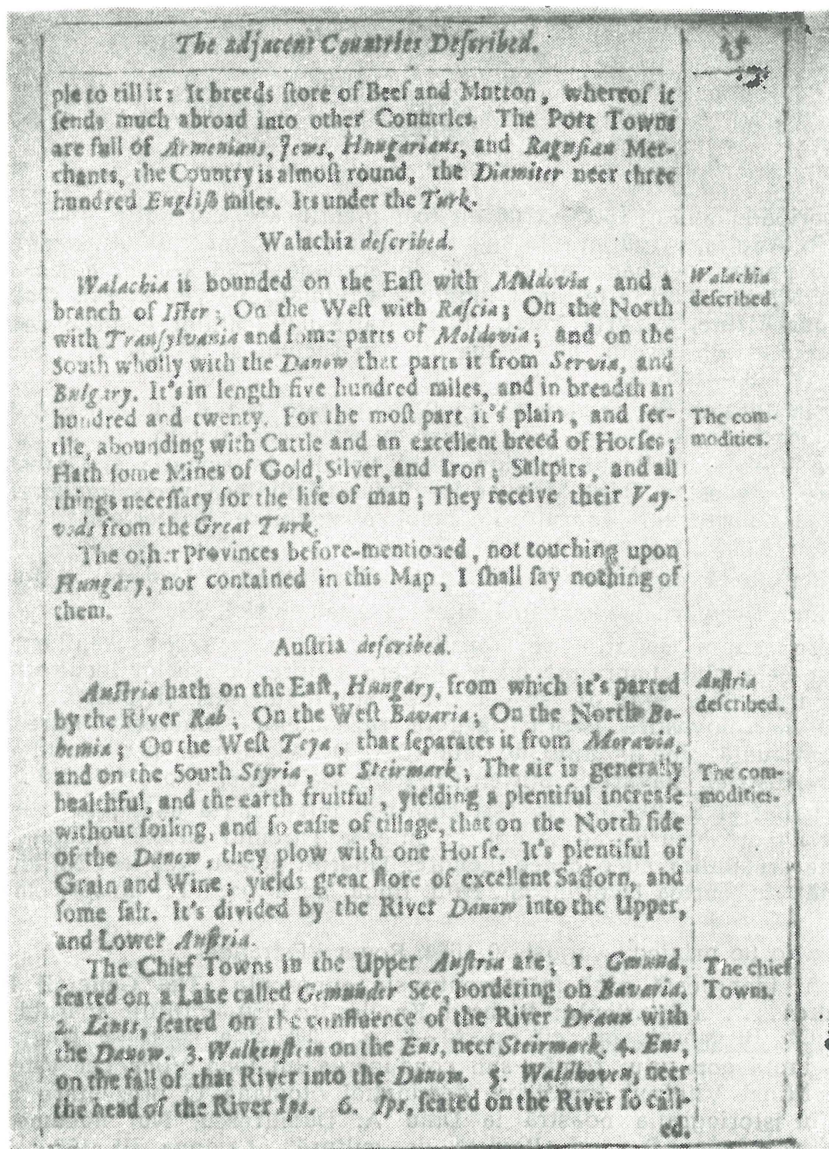 The adjacent Countries Deſcribed. 45
ple to till it: It breeds ſtore of Beef and Mutton, whereof it
ſends much abroad into other Countries. The Port Towns
are full of Armenians, Jews, Hungarians, and Raguſian Mer-
chants, the Country is almoſt round, the Diamiter neer three
hundred Engliſh miles. Its under the Turk.
Walachia deſcribed.
Walachia is bounded on the Eaſt with Moldovia, and a
branch of Iſter; On the Weſt with Raſcia; On the North
with Tranſylvania and ſome parts of Moldovia; and on the
South wholly with the Danow that parts it from Servia, and
Bulgary. It's in length five hundred miles, and in breadth an
hundred and twenty. For the moſt part it's plain, and fer-
tile, abounding with Cattle and an excellent breed of Horſes;
Hath ſome Mines of Gold, Silver, and Iron; Saltpits, and all
things neceſſary for the life of man; They receive their Vay-
vods from the Great Turk.
Walachia
deſcribed.
The com-
modities.
The other Provinces before-mentioned, not touching upon
Hungary, nor contained in this Map, I ſhall ſay nothing of
them.
Auſtria deſcribed.
Auſtria hath on the Eaſt, Hungary, from which it's parted
by the River Rab; On the Weſt Bavaria; On the North Bo-
hemia; On the Weſt Teya, that ſeparates it from Moravia,
and on the South Styria, or Steirmark; The air is generally
healthful, and the earth fruitful, yielding a plentiful increaſe
without ſoiling, and ſo eaſie of tillage, that on the North ſide
of the Danow, they plow with one Horſe. It's plentiful of
Grain and Wine; yields great ſtore of excellent Safforn, and
ſome ſalt. It's divided by the River Danow into the Upper,
and Lower Auſtria.
Auſtria
deſcribed.
The com-
modities.
The Chief Towns in the Upper Auſtria are; 1. Gmund,
ſeated on a Lake called Gemunder See, bordering on Bavaria.
2. Lints, ſeated on the confluence of the River Draun with
the Danow. 3. Walkenſtein on the Ens, neer Steirmark. 4. Ens,
on the fall of that River into the Danow. 5. Waldhoven, neer
the head of the River Ips. 6. Ips, ſeated on the River ſo call-
ed.
The chief
Towns.